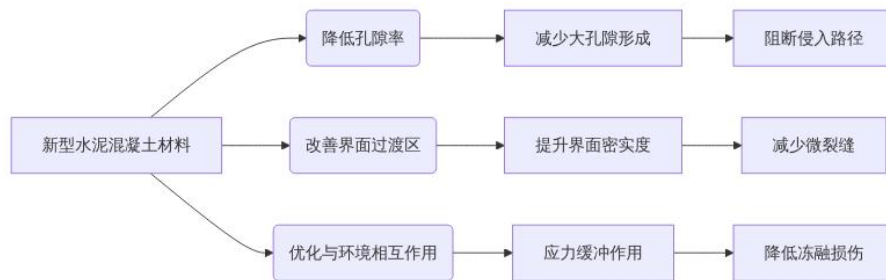 降低孔隙率
减少大孔隙形成
阻断侵入路径
新型水泥混凝土材料
改善界面过渡区
提升界面密实度
减少微裂缝
优化与环境相互作用
应力缓冲作用
降低冻融损伤